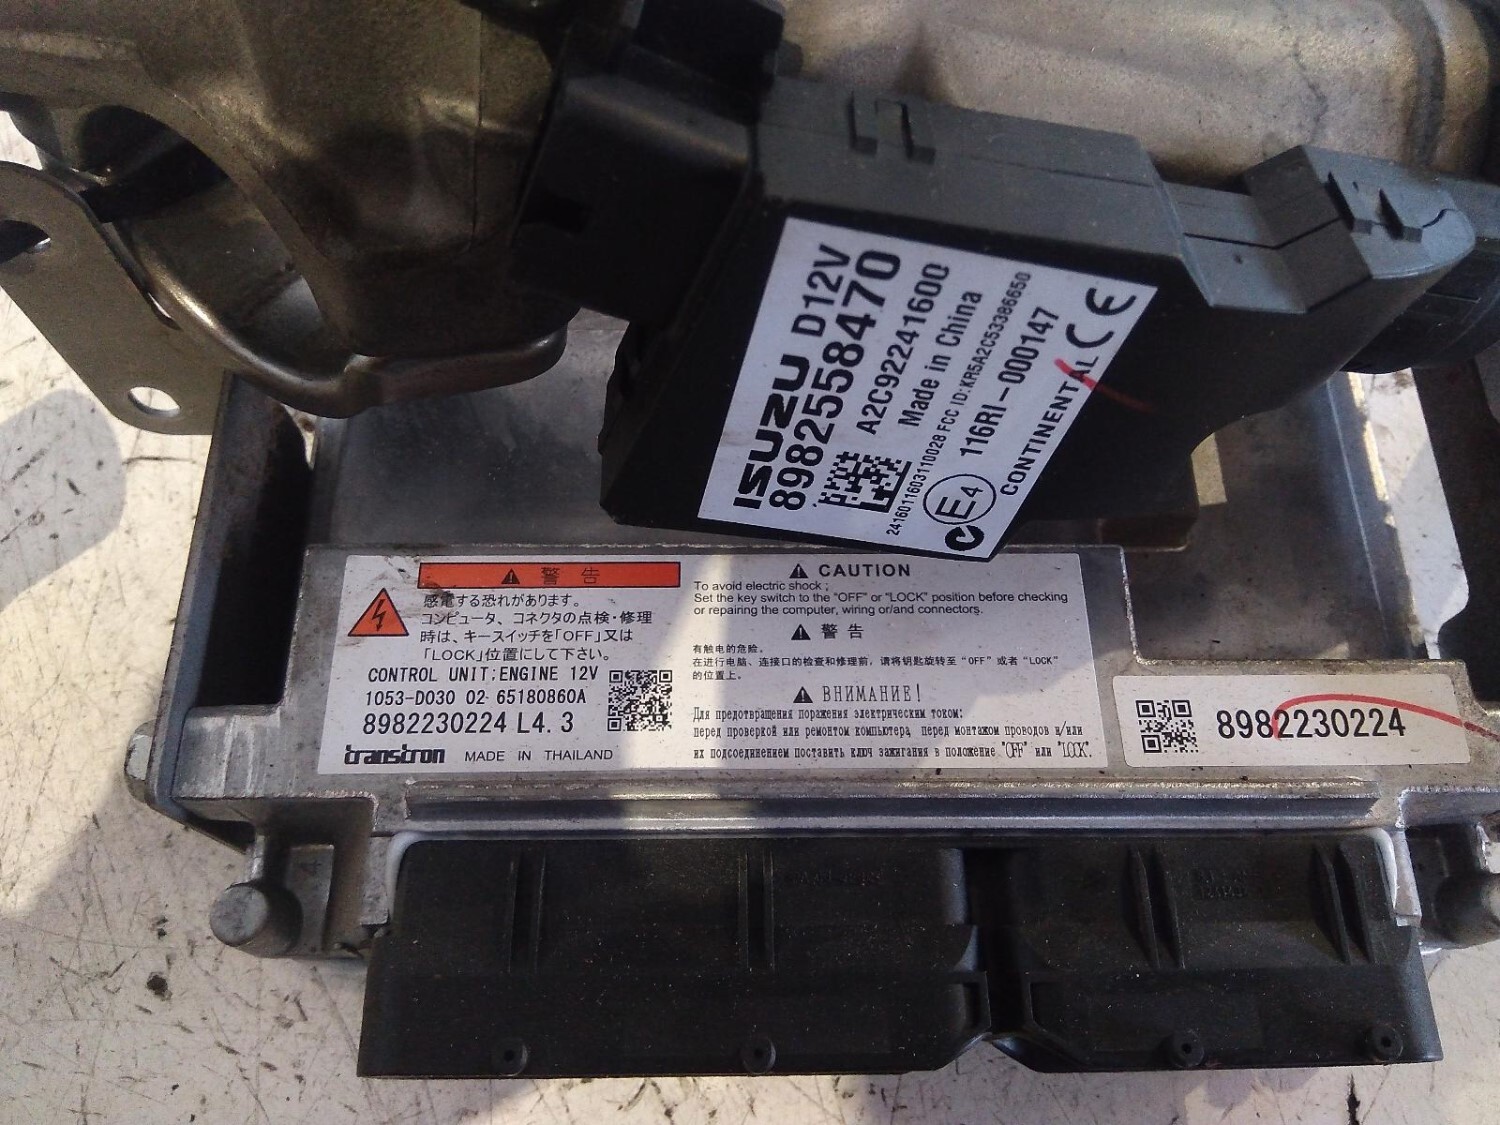 ISUZU D12V
8982558470
A2C92241600
Made in China
2416011603110028 FCC ID:KR5A2C53386650
E4 116RI-000147
CONTINENTAL CE
警告
感電する恐れがあります。
コンピュータ、コネクタの点検・修理
時は、キースイッチを「OFF」又は
「LOCK」位置にして下さい。
CONTROL UNIT;ENGINE 12V
1053-D030 02 65180860A
8982230224 L4.3
transtron MADE IN THAILAND
CAUTION
To avoid electric shock ;
Set the key switch to the "OFF" or "LOCK" position before checking
or repairing the computer, wiring or/and connectors.
警告
有触电的危险。
在进行电脑、连接口的检查和修理前，请将钥匙旋转至 "OFF" 或者 "LOCK"
的位置上。
ВНИМАНИЕ!
Для предотвращения поражения электрическим током:
перед проверкой или ремонтом компьютера, перед монтажом проводов и/или
их подсоединением поставить ключ зажигания в положение "OFF" или "LOCK".
8982230224